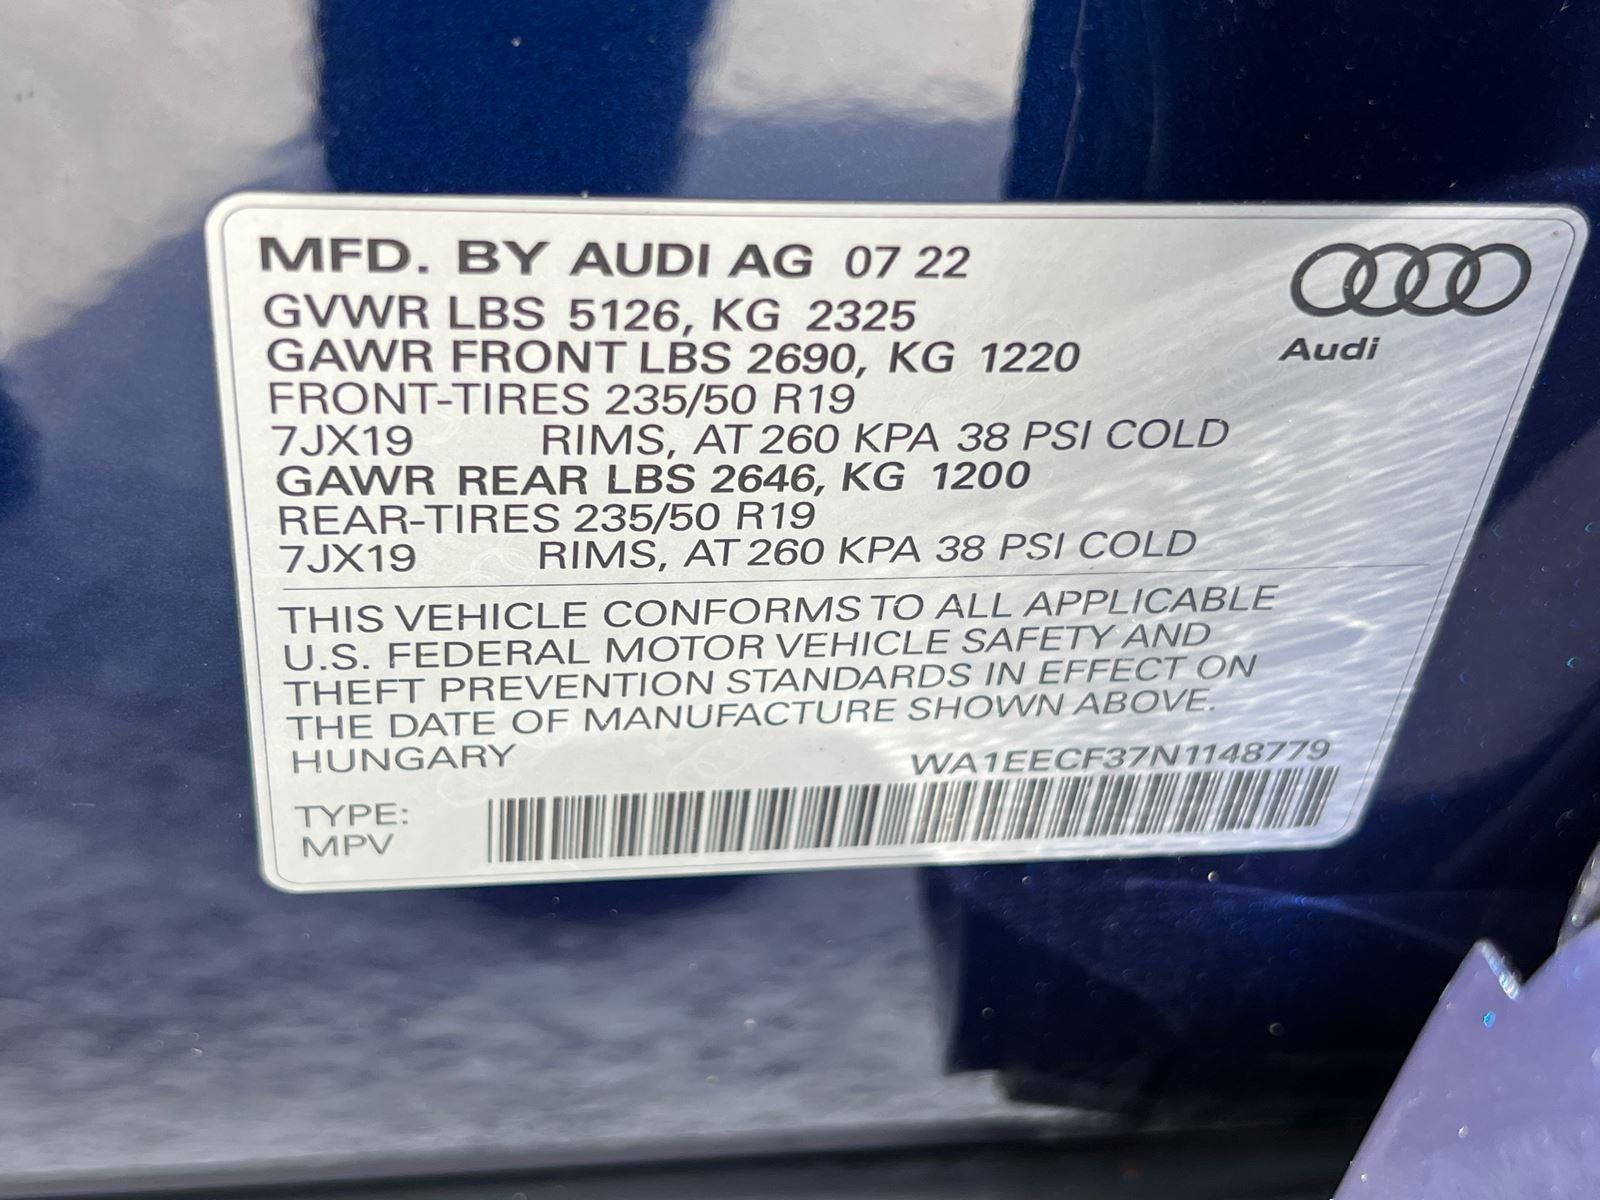 MFD. BY AUDI AG 07 22
GVWR LBS 5126, KG 2325
GAWR FRONT LBS 2690, KG 1220
FRONT-TIRES 235/50 R19
7JX19 RIMS, AT 260 KPA 38 PSI COLD
GAWR REAR LBS 2646, KG 1200
REAR-TIRES 235/50 R19
7JX19 RIMS, AT 260 KPA 38 PSI COLD
Audi
THIS VEHICLE CONFORMS TO ALL APPLICABLE
U.S. FEDERAL MOTOR VEHICLE SAFETY AND
THEFT PREVENTION STANDARDS IN EFFECT ON
THE DATE OF MANUFACTURE SHOWN ABOVE.
HUNGARY WA1EECF37N1148779
TYPE:
MPV